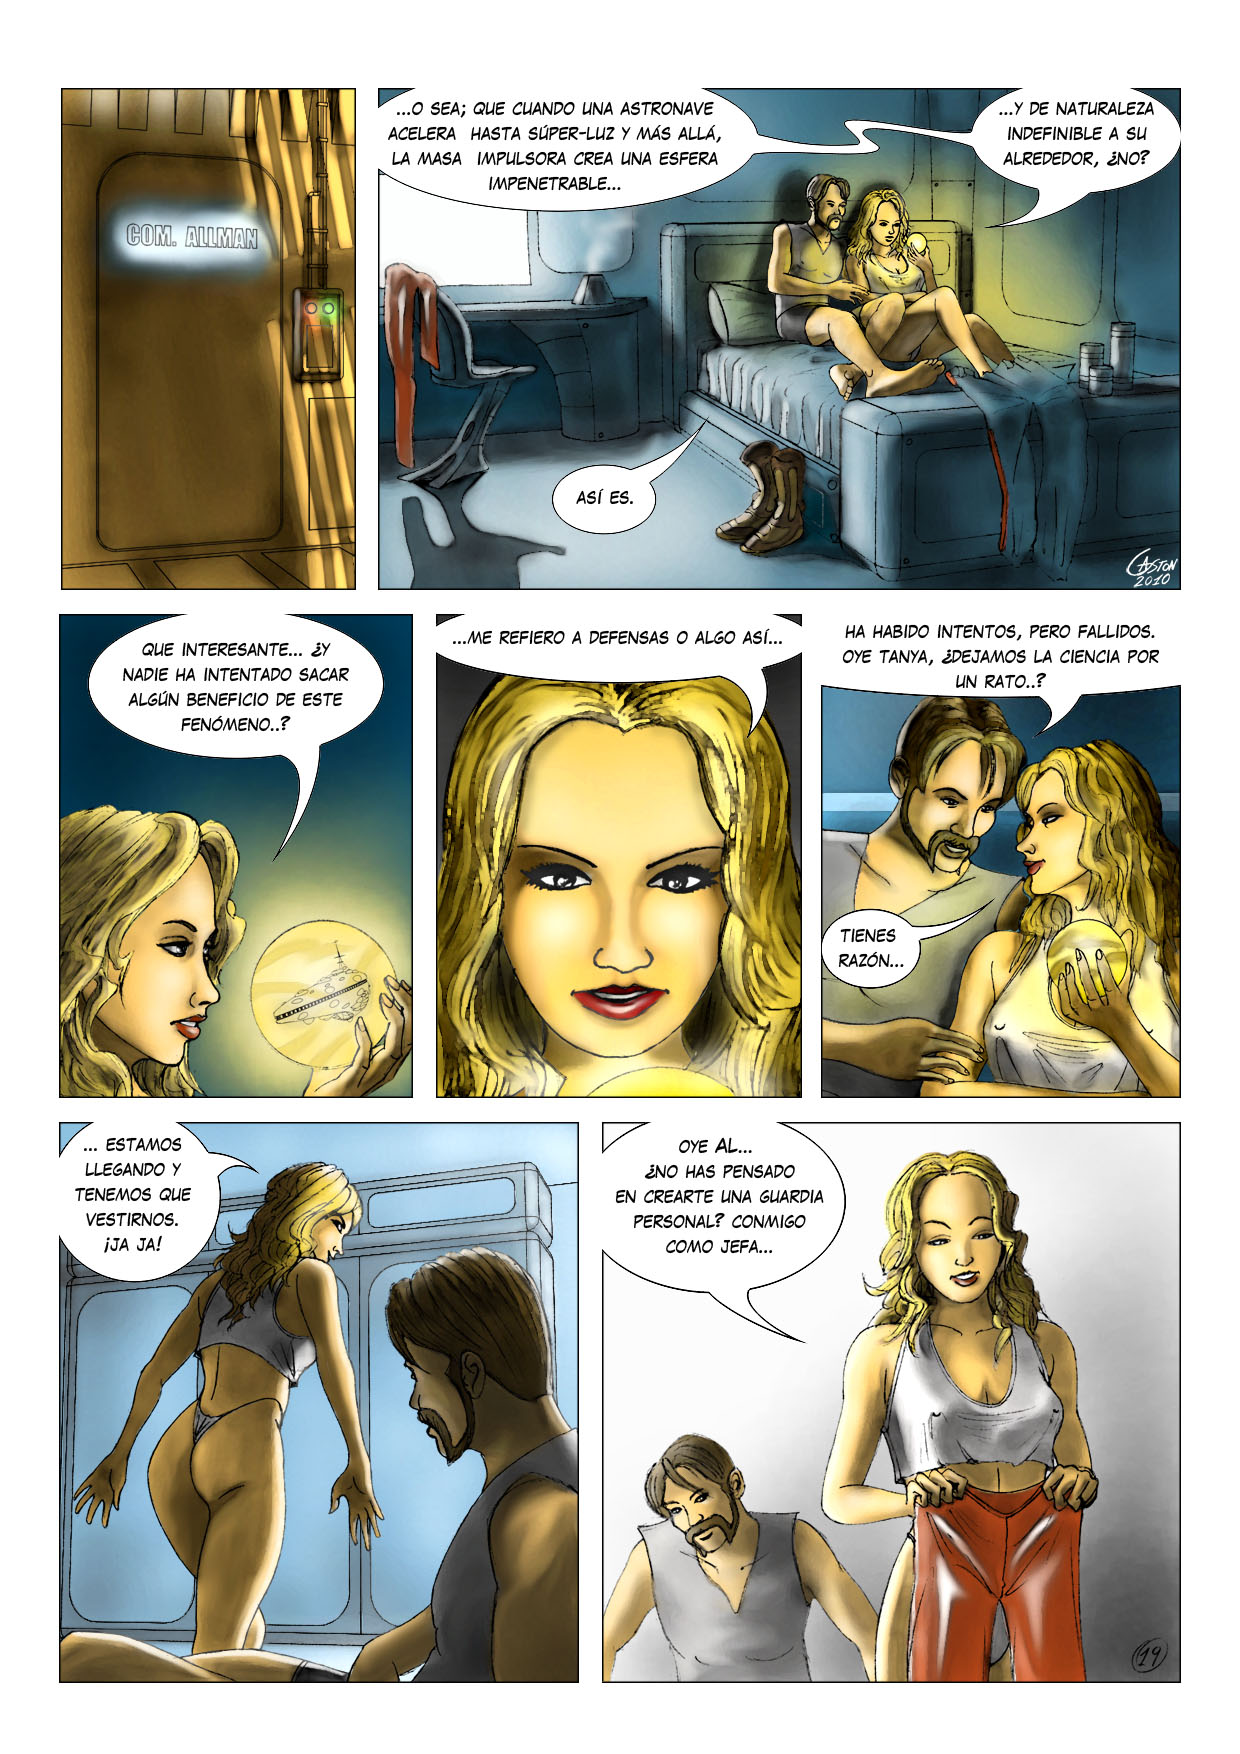 COM. ALLMAN
...O SEA; QUE CUANDO UNA ASTRONAVE
ACELERA HASTA SÚPER-LUZ Y MÁS ALLÁ,
LA MASA IMPULSORA CREA UNA ESFERA
IMPENETRABLE...
...Y DE NATURALEZA
INDEFINIBLE A SU
ALREDEDOR, ¿NO?
ASÍ ES.
GASTON
2010
QUE INTERESANTE... ¿Y
NADIE HA INTENTADO SACAR
ALGÚN BENEFICIO DE ESTE
FENÓMENO..?
...ME REFIERO A DEFENSAS O ALGO ASÍ...
HA HABIDO INTENTOS, PERO FALLIDOS.
OYE TANYA, ¿DEJAMOS LA CIENCIA POR
UN RATO..?
TIENES
RAZÓN...
... ESTAMOS
LLEGANDO Y
TENEMOS QUE
VESTIRNOS.
¡JA JA!
OYE AL...
¿NO HAS PENSADO
EN CREARTE UNA GUARDIA
PERSONAL? CONMIGO
COMO JEFA...
19